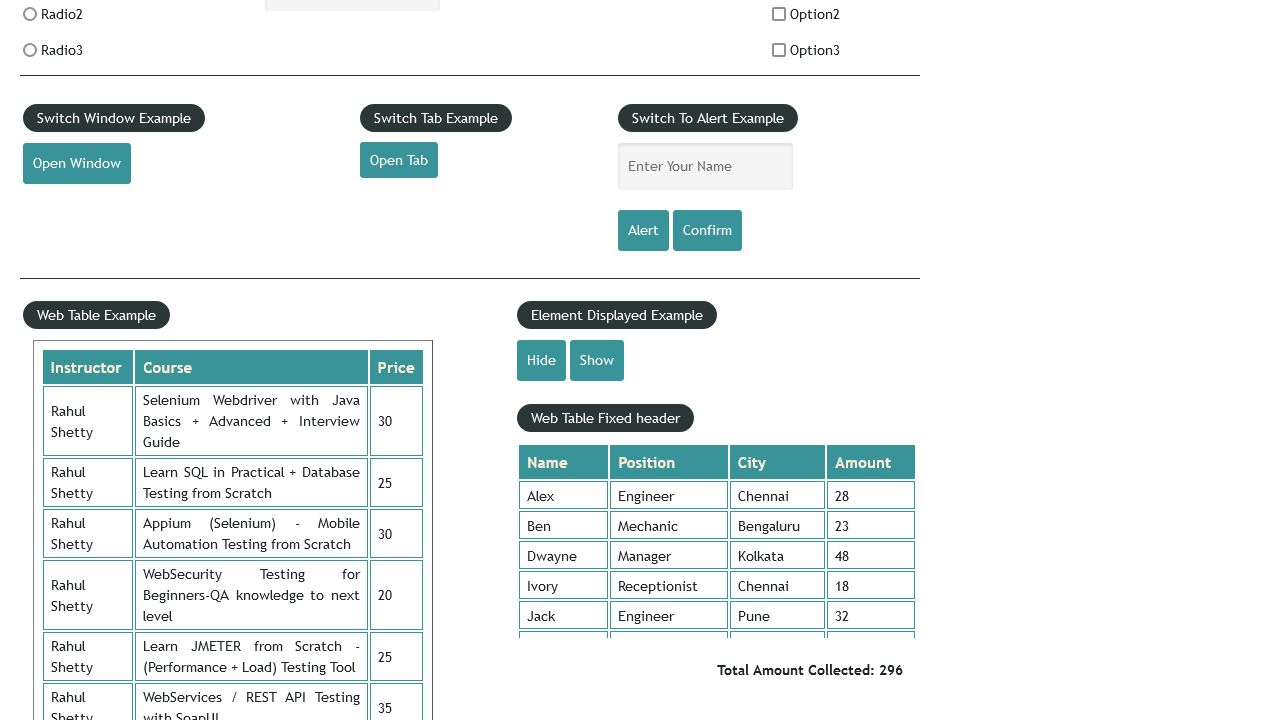 Radio2
Option2
Radio3
Option3
Switch Window Example
Switch Tab Example
Switch To Alert Example
Open Window
Open Tab
Enter Your Name
Alert
Confirm
Web Table Example
Element Displayed Example
Hide
Show
Instructor Course Price
Rahul Shetty
Selenium Webdriver with Java
Basics + Advanced + Interview
Guide
30
Rahul Shetty
Learn SQL in Practical + Database
Testing from Scratch
25
Rahul Shetty
Appium (Selenium) - Mobile
Automation Testing from Scratch
30
Rahul Shetty
WebSecurity Testing for
Beginners-QA knowledge to next
level
20
Rahul Shetty
Learn JMETER from Scratch -
(Performance + Load) Testing Tool
25
Rahul Shetty
WebServices / REST API Testing
with SoapUI
35
Web Table Fixed header
Name Position City Amount
Alex Engineer Chennai 28
Ben Mechanic Bengaluru 23
Dwayne Manager Kolkata 48
Ivory Receptionist Chennai 18
Jack Engineer Pune 32
Total Amount Collected: 296